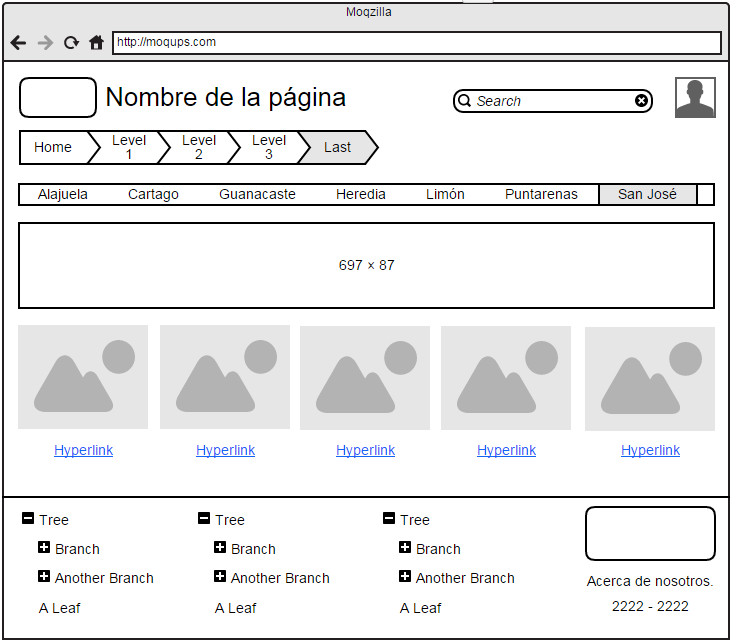 Moqzilla
http://moqups.com
Nombre de la página
Search
Home
Level
1
Level
2
Level
3
Last
Alajuela Cartago Guanacaste Heredia Limón Puntarenas San José
697 × 87
Hyperlink Hyperlink Hyperlink Hyperlink Hyperlink
Tree
Branch
Another Branch
A Leaf
Tree
Branch
Another Branch
A Leaf
Tree
Branch
Another Branch
A Leaf
Acerca de nosotros.
2222 - 2222